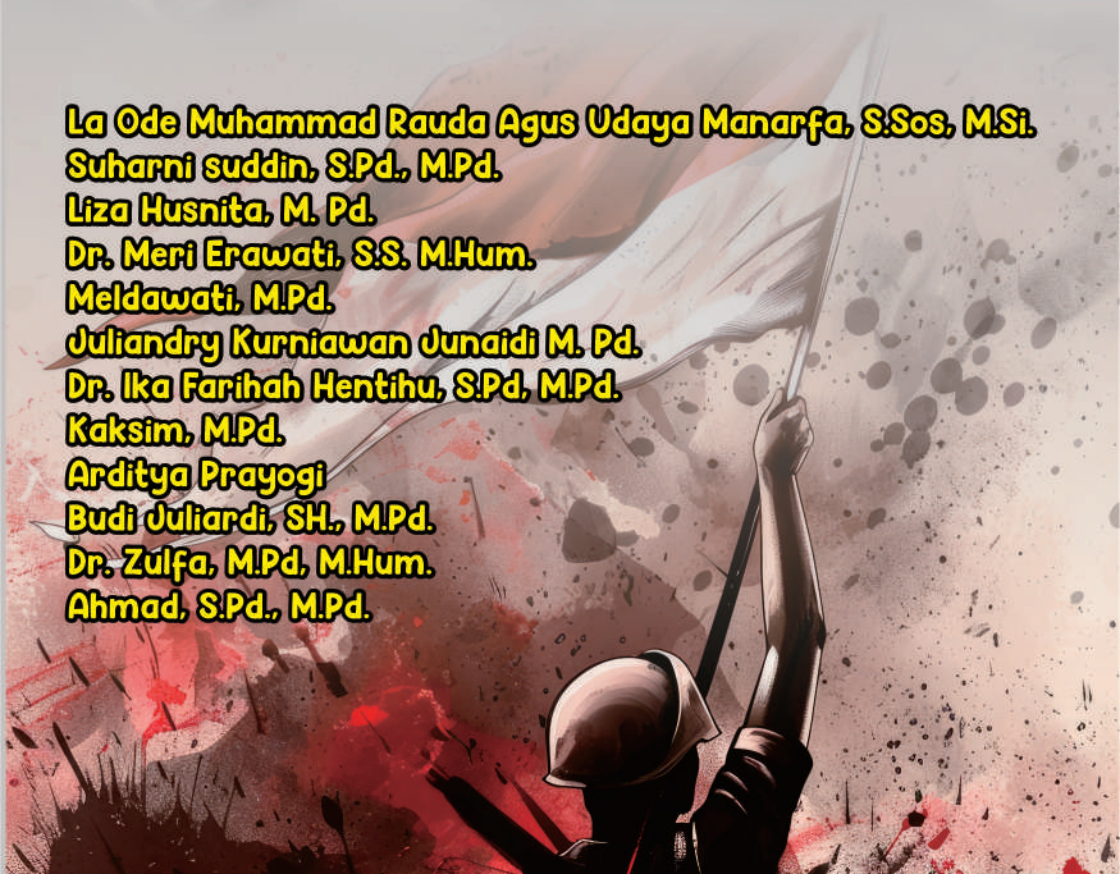 La Ode Muhammad Rauda Agus Udaya Manarfa, S.Sos, M.Si.
Suharni suddin, S.Pd., M.Pd.
Liza Husnita, M. Pd.
Dr. Meri Erawati, S.S. M.Hum.
Meldawati, M.Pd.
Juliandry Kurniawan Junaidi M. Pd.
Dr. Ika Farihah Hentihu, S.Pd, M.Pd.
Kaksim, M.Pd.
Arditya Prayogi
Budi Juliardi, SH., M.Pd.
Dr. Zulfa, M.Pd, M.Hum.
Ahmad, S.Pd., M.Pd.